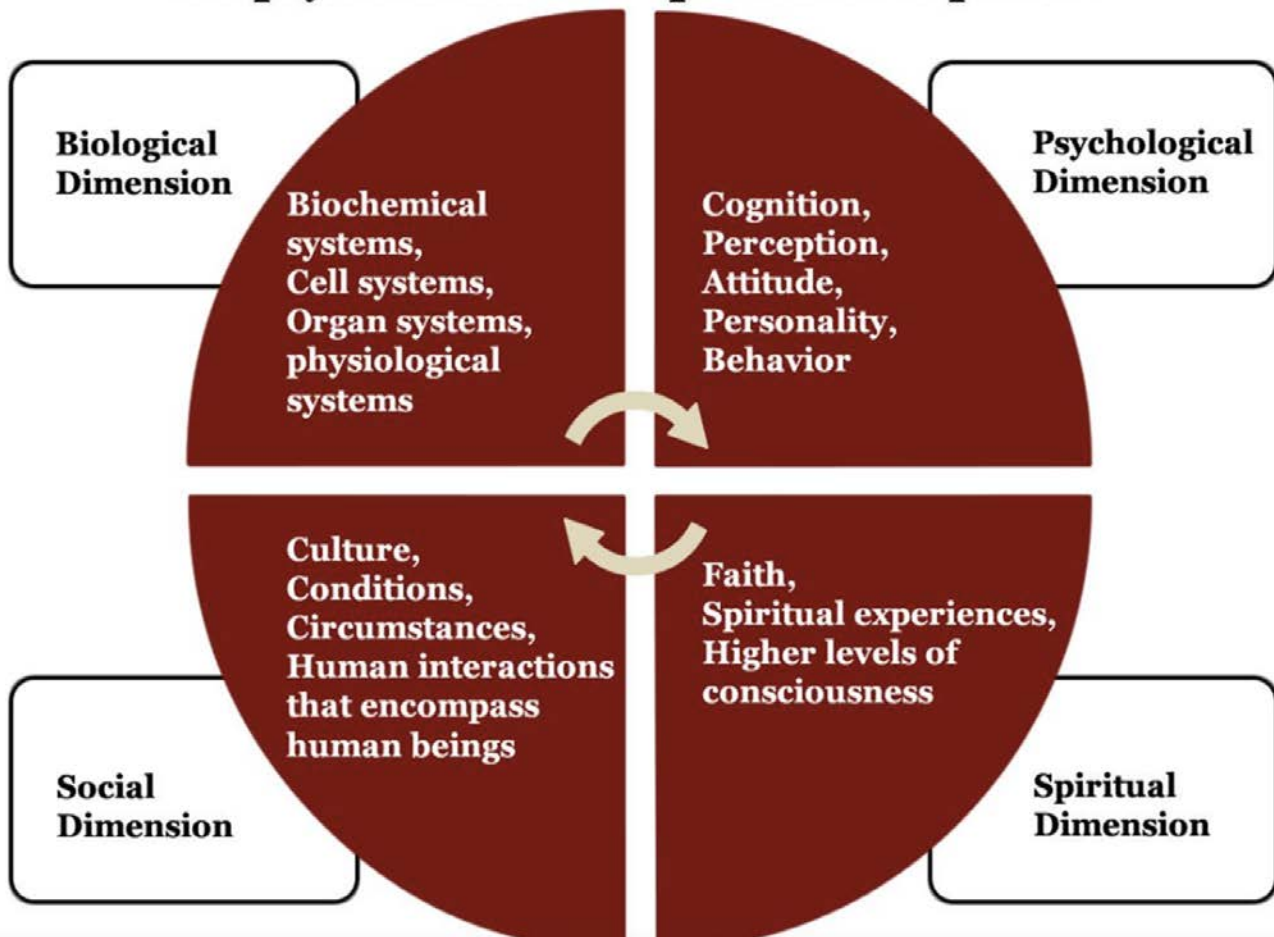 Biological
Dimension
Biochemical
systems,
Cell systems,
Organ systems,
physiological
systems
Psychological
Dimension
Cognition,
Perception,
Attitude,
Personality,
Behavior
Social
Dimension
Culture,
Conditions,
Circumstances,
Human interactions
that encompass
human beings
Spiritual
Dimension
Faith,
Spiritual experiences,
Higher levels of
consciousness